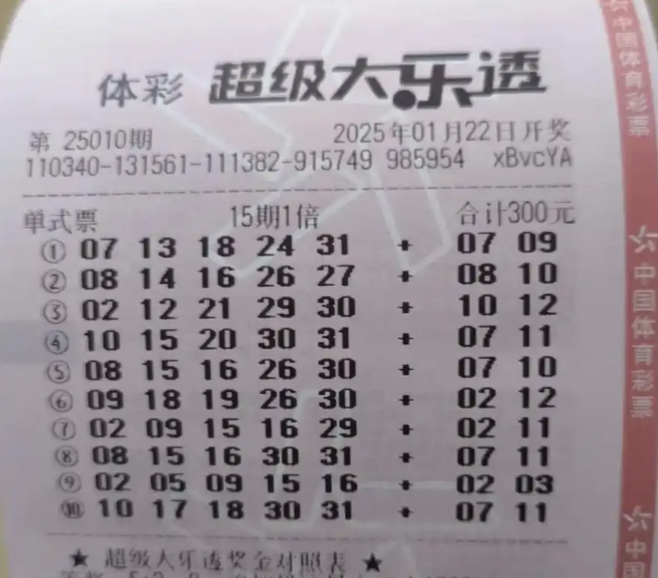 体彩 超级大乐透
第 25010期 2025年01月22日开奖
110340-131561-111382-915749 985954 xBvcYA
单式票 15期1倍 合计300元
① 07 13 18 24 31 + 07 09
② 08 14 16 26 27 + 08 10
③ 02 12 21 29 30 + 10 12
④ 10 15 20 30 31 + 07 11
⑤ 08 15 16 26 30 + 07 10
⑥ 09 18 19 26 30 + 02 12
⑦ 02 09 15 16 29 + 02 11
⑧ 08 15 16 30 31 + 07 11
⑨ 02 05 09 15 16 + 02 03
⑩ 10 17 18 30 31 + 07 11
★ 超级大乐透奖金对照表 ★
中国体育彩票
中国体育彩票
中国